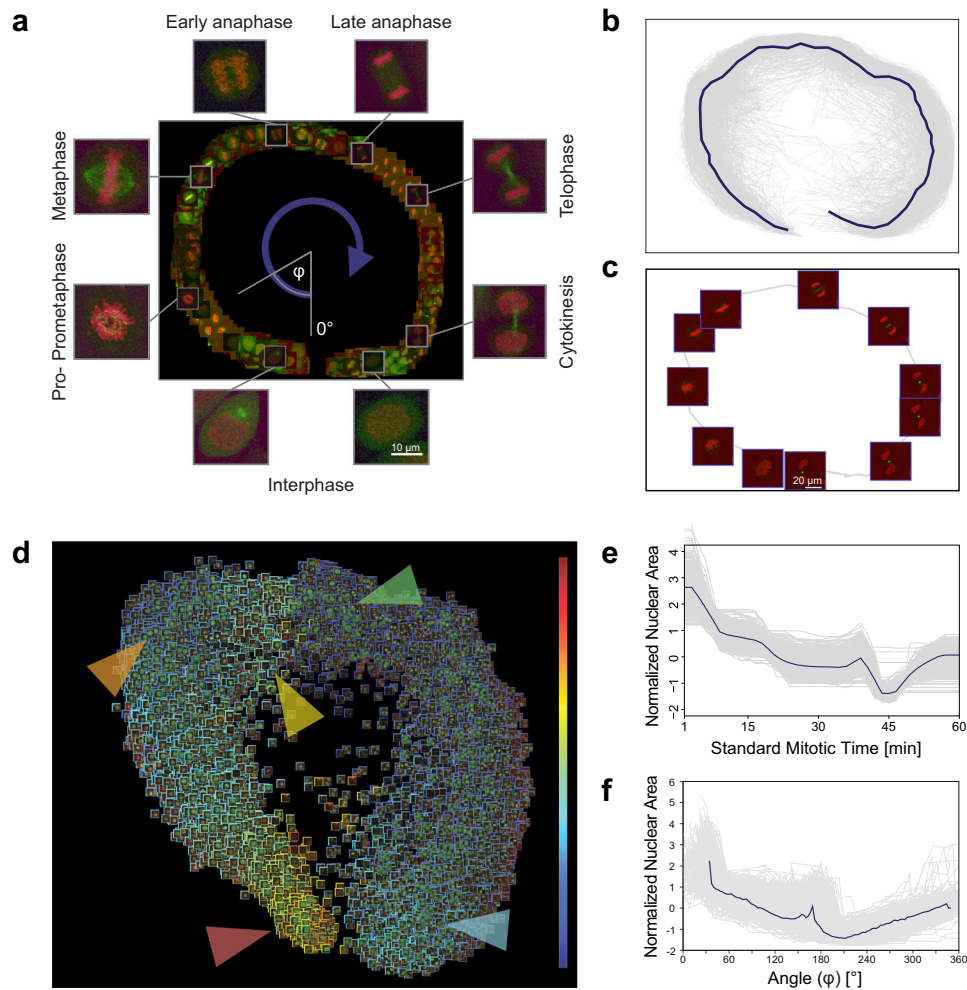 a
Early anaphase
Late anaphase
Metaphase
Telophase
Pro- Prometaphase
Cytokinesis
φ
0°
10 µm
Interphase
b
c
20 µm
d
e
Normalized Nuclear Area
4
3
2
1
0
−1
−2
1
15
30
45
60
Standard Mitotic Time [min]
f
Normalized Nuclear Area
6
5
4
3
2
1
0
-1
-2
0
60
120
180
240
300
360
Angle (φ) [°]